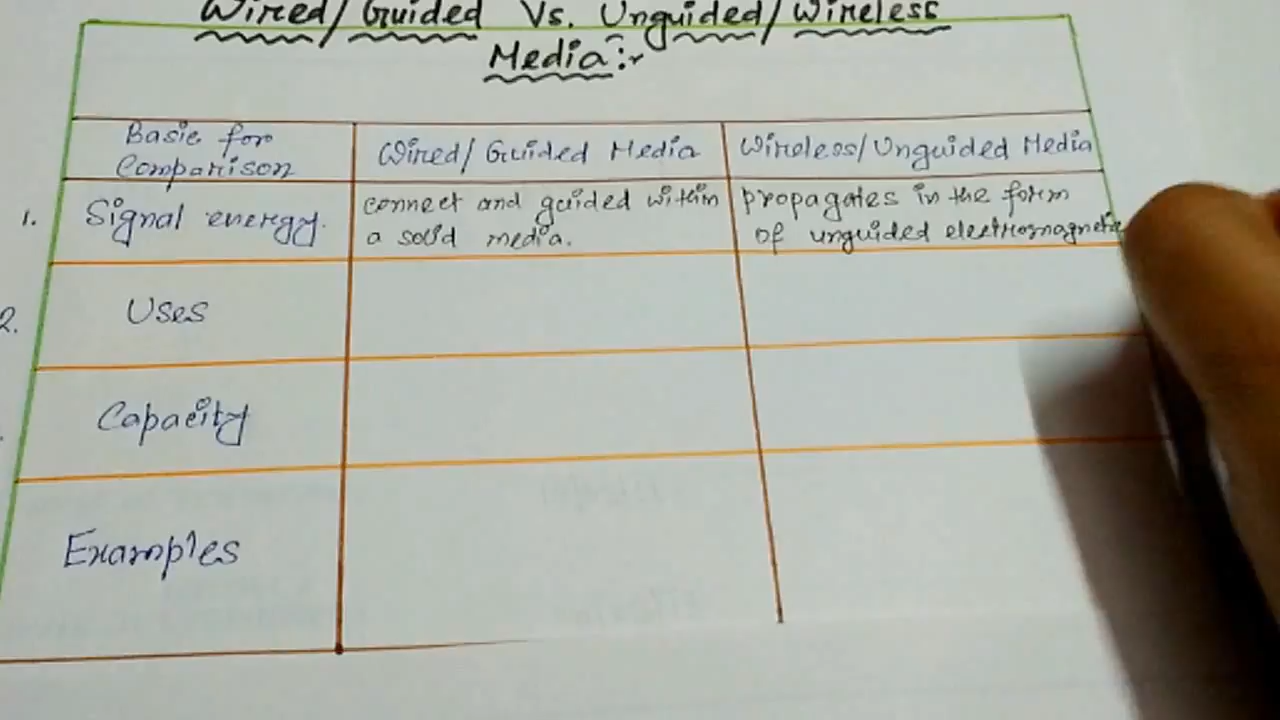 Wired/Guided Vs. Unguided/Wireless
Media:-
Basic for
Comparison
Wired/Guided Media
Wireless/Unguided Media
1. Signal energy.
connect and guided within
a solid media.
propagates in the form
of unguided electromagnetic
2. Uses
Capacity
Examples